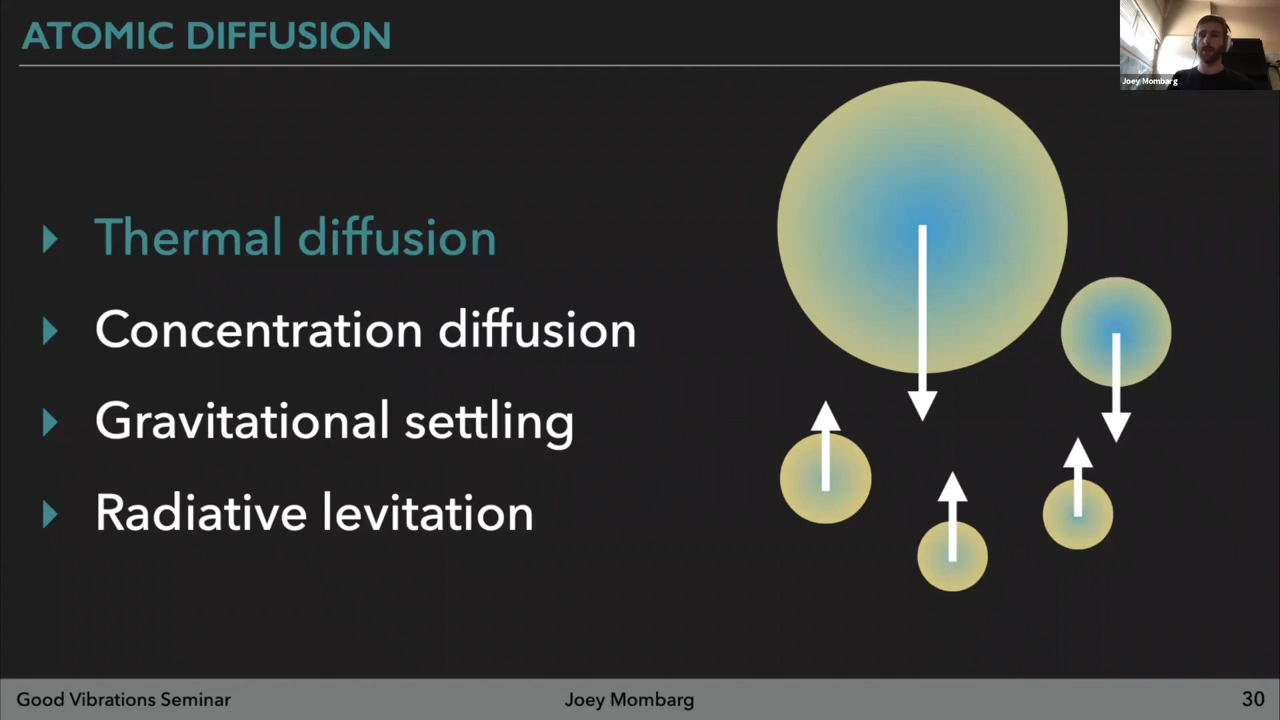 ATOMIC DIFFUSION
Joey Mombarg
Thermal diffusion
Concentration diffusion
Gravitational settling
Radiative levitation
Good Vibrations Seminar
Joey Mombarg
30